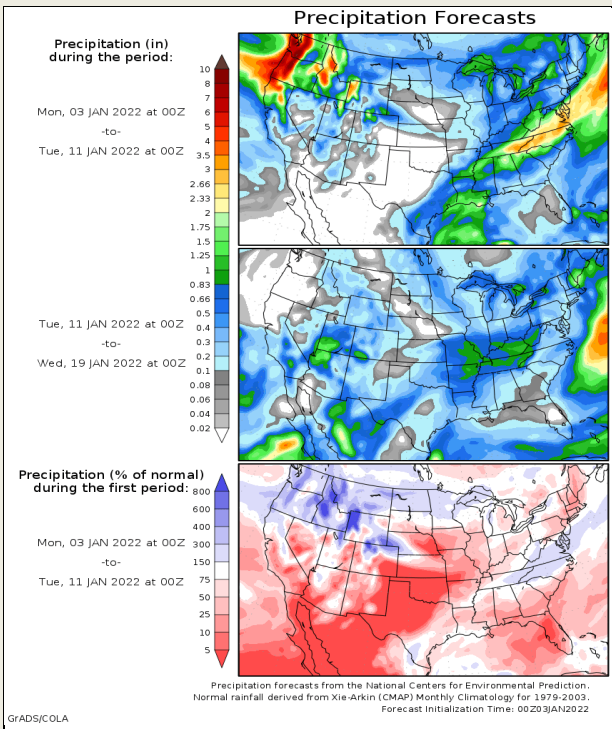 Precipitation Forecasts
Precipitation (in)
during the period:
Mon, 03 JAN 2022 at 00Z
-to-
Tue, 11 JAN 2022 at 00Z
10
8
7
6
5
4
3.5
3
2.66
2.33
2
1.75
1.5
1.25
1
0.83
0.66
0.5
0.4
0.3
0.2
0.1
0.08
0.06
0.04
0.02
Tue, 11 JAN 2022 at 00Z
-to-
Wed, 19 JAN 2022 at 00Z
Precipitation (% of normal)
during the first period:
Mon, 03 JAN 2022 at 00Z
-to-
Tue, 11 JAN 2022 at 00Z
800
600
400
300
150
75
50
25
10
5
Precipitation forecasts from the National Centers for Environmental Prediction.
Normal rainfall derived from Xie-Arkin (CMAP) Monthly Climatology for 1979-2003.
Forecast Initialization Time: 00Z03JAN2022
GrADS/COLA